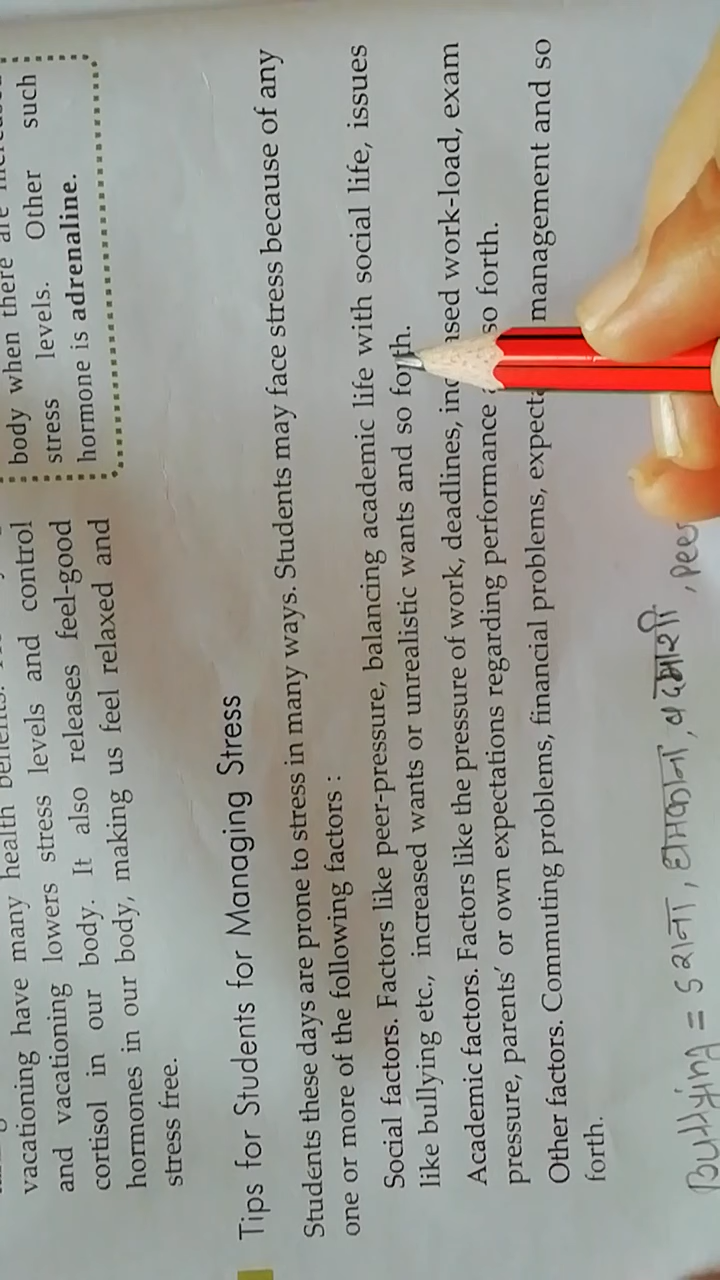 body when there are
stress levels. Other such
hormone is adrenaline.
vacationing have many health benefits.
and vacationing lowers stress levels and control
cortisol in our body. It also releases feel-good
hormones in our body, making us feel relaxed and
stress free.
Tips for Students for Managing Stress
Students these days are prone to stress in many ways. Students may face stress because of any
one or more of the following factors :
Social factors. Factors like peer-pressure, balancing academic life with social life, issues
like bullying etc., increased wants or unrealistic wants and so forth.
Academic factors. Factors like the pressure of work, deadlines, increased work-load, exam
pressure, parents' or own expectations regarding performance so forth.
Other factors. Commuting problems, financial problems, management and so
forth.
Bullying = डराना, धमकाना, बदमाशी, peer